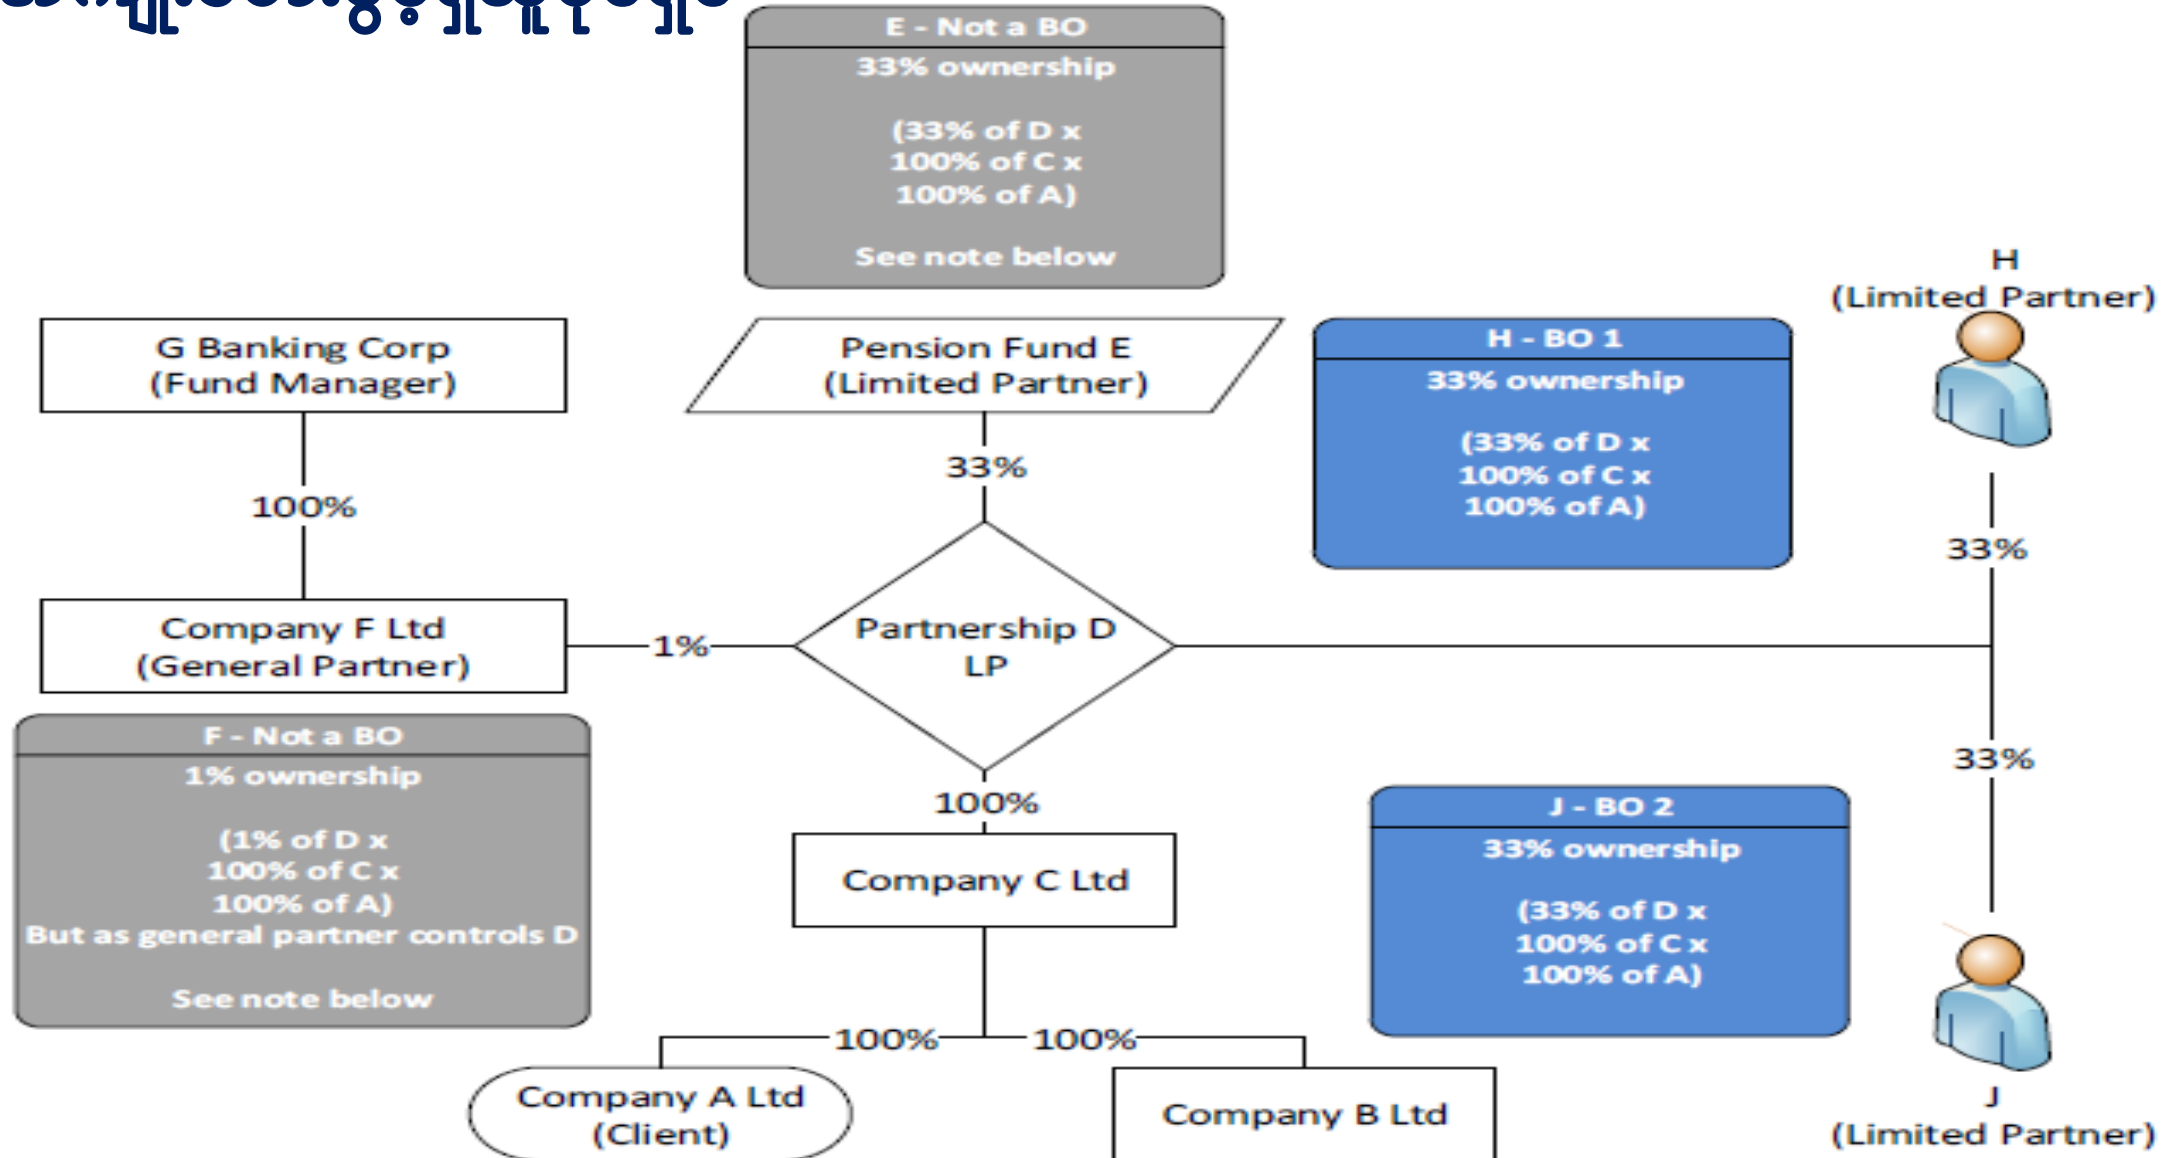 E - Not a BO
33% ownership
(33% of D x
100% of C x
100% of A)
See note below
H
(Limited Partner)
G Banking Corp
(Fund Manager)
Pension Fund E
(Limited Partner)
H - BO 1
33% ownership
(33% of D x
100% of C x
100% of A)
33%
100%
33%
Company F Ltd
(General Partner)
1%
Partnership D
LP
F - Not a BO
1% ownership
(1% of D x
100% of C x
100% of A)
But as general partner controls D
See note below
33%
100%
Company C Ltd
J - BO 2
33% ownership
(33% of D x
100% of C x
100% of A)
100%
100%
Company A Ltd
(Client)
Company B Ltd
J
(Limited Partner)